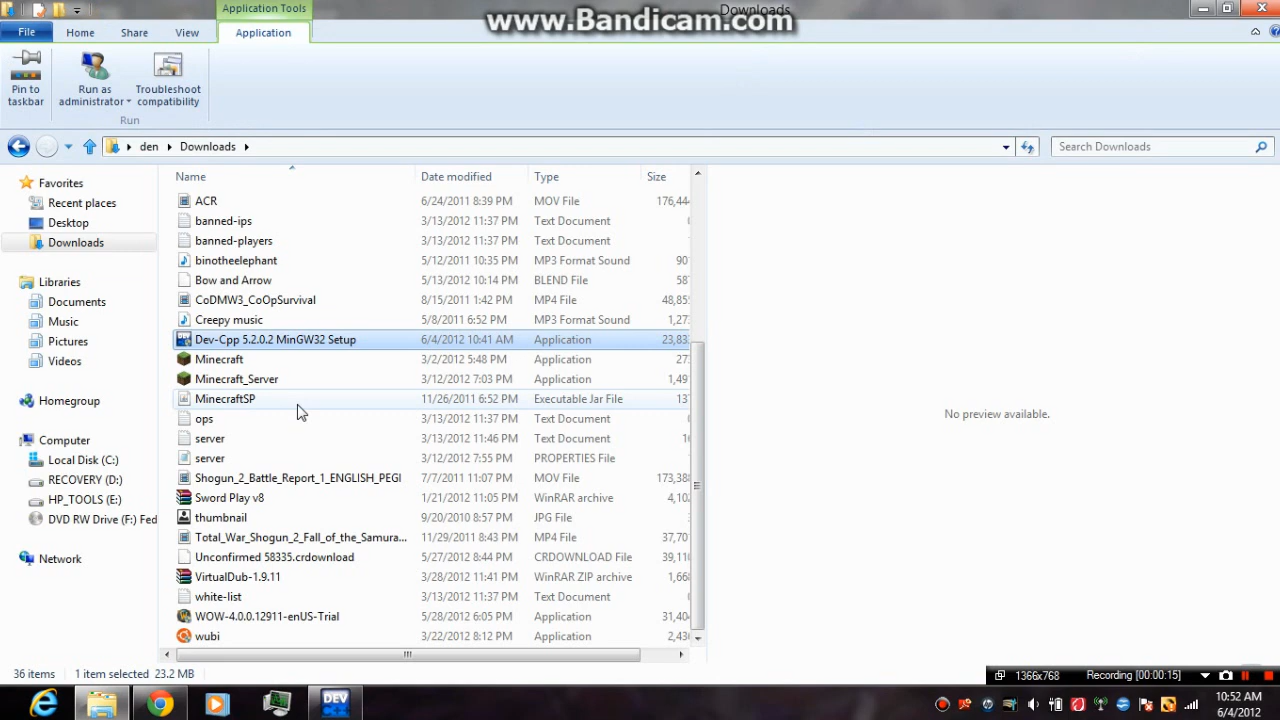 www.Bandicam.com
Application Tools
Downloads
File
Home
Share
View
Application
Pin to taskbar
Run as administrator
Troubleshoot compatibility
Run
den
Downloads
Search Downloads
Name
Date modified
Type
Size
Favorites
Recent places
Desktop
Downloads
Libraries
Documents
Music
Pictures
Videos
Homegroup
Computer
Local Disk (C:)
RECOVERY (D:)
HP_TOOLS (E:)
DVD RW Drive (F:) Fed
Network
ACR 6/24/2011 8:39 PM MOV File 176,444
banned-ips 3/13/2012 11:37 PM Text Document
banned-players 3/13/2012 11:37 PM Text Document
binotheelephant 5/12/2011 10:35 PM MP3 Format Sound 901
Bow and Arrow 5/13/2012 10:14 PM BLEND File 587
CoDMW3_CoOpSurvival 8/15/2011 1:42 PM MP4 File 48,855
Creepy music 5/8/2011 6:52 PM MP3 Format Sound 1,27
Dev-Cpp 5.2.0.2 MinGW32 Setup 6/4/2012 10:41 AM Application 23,83
Minecraft 3/2/2012 5:48 PM Application 27
Minecraft_Server 3/12/2012 7:03 PM Application 1,49
MinecraftSP 11/26/2011 6:52 PM Executable Jar File 13
ops 3/13/2012 11:37 PM Text Document
server 3/13/2012 11:46 PM Text Document 1
server 3/12/2012 7:55 PM PROPERTIES File
Shogun_2_Battle_Report_1_ENGLISH_PEGI 7/7/2011 11:07 PM MOV File 173,38
Sword Play v8 1/21/2012 11:05 PM WinRAR archive 4,10
thumbnail 9/20/2010 8:57 PM JPG File
Total_War_Shogun_2_Fall_of_the_Samura... 11/29/2011 8:43 PM MP4 File 37,70
Unconfirmed 58335.crdownload 5/27/2012 8:44 PM CRDOWNLOAD File 39,11
VirtualDub-1.9.11 3/28/2012 11:41 PM WinRAR ZIP archive 1,66
white-list 3/13/2012 11:37 PM Text Document
WOW-4.0.0.12911-enUS-Trial 5/28/2012 6:05 PM Application 31,40
wubi 3/22/2012 8:12 PM Application 2,43
No preview available.
36 items 1 item selected 23.2 MB
1366x768
Recording [00:00:15]
DEV
10:52 AM
6/4/2012